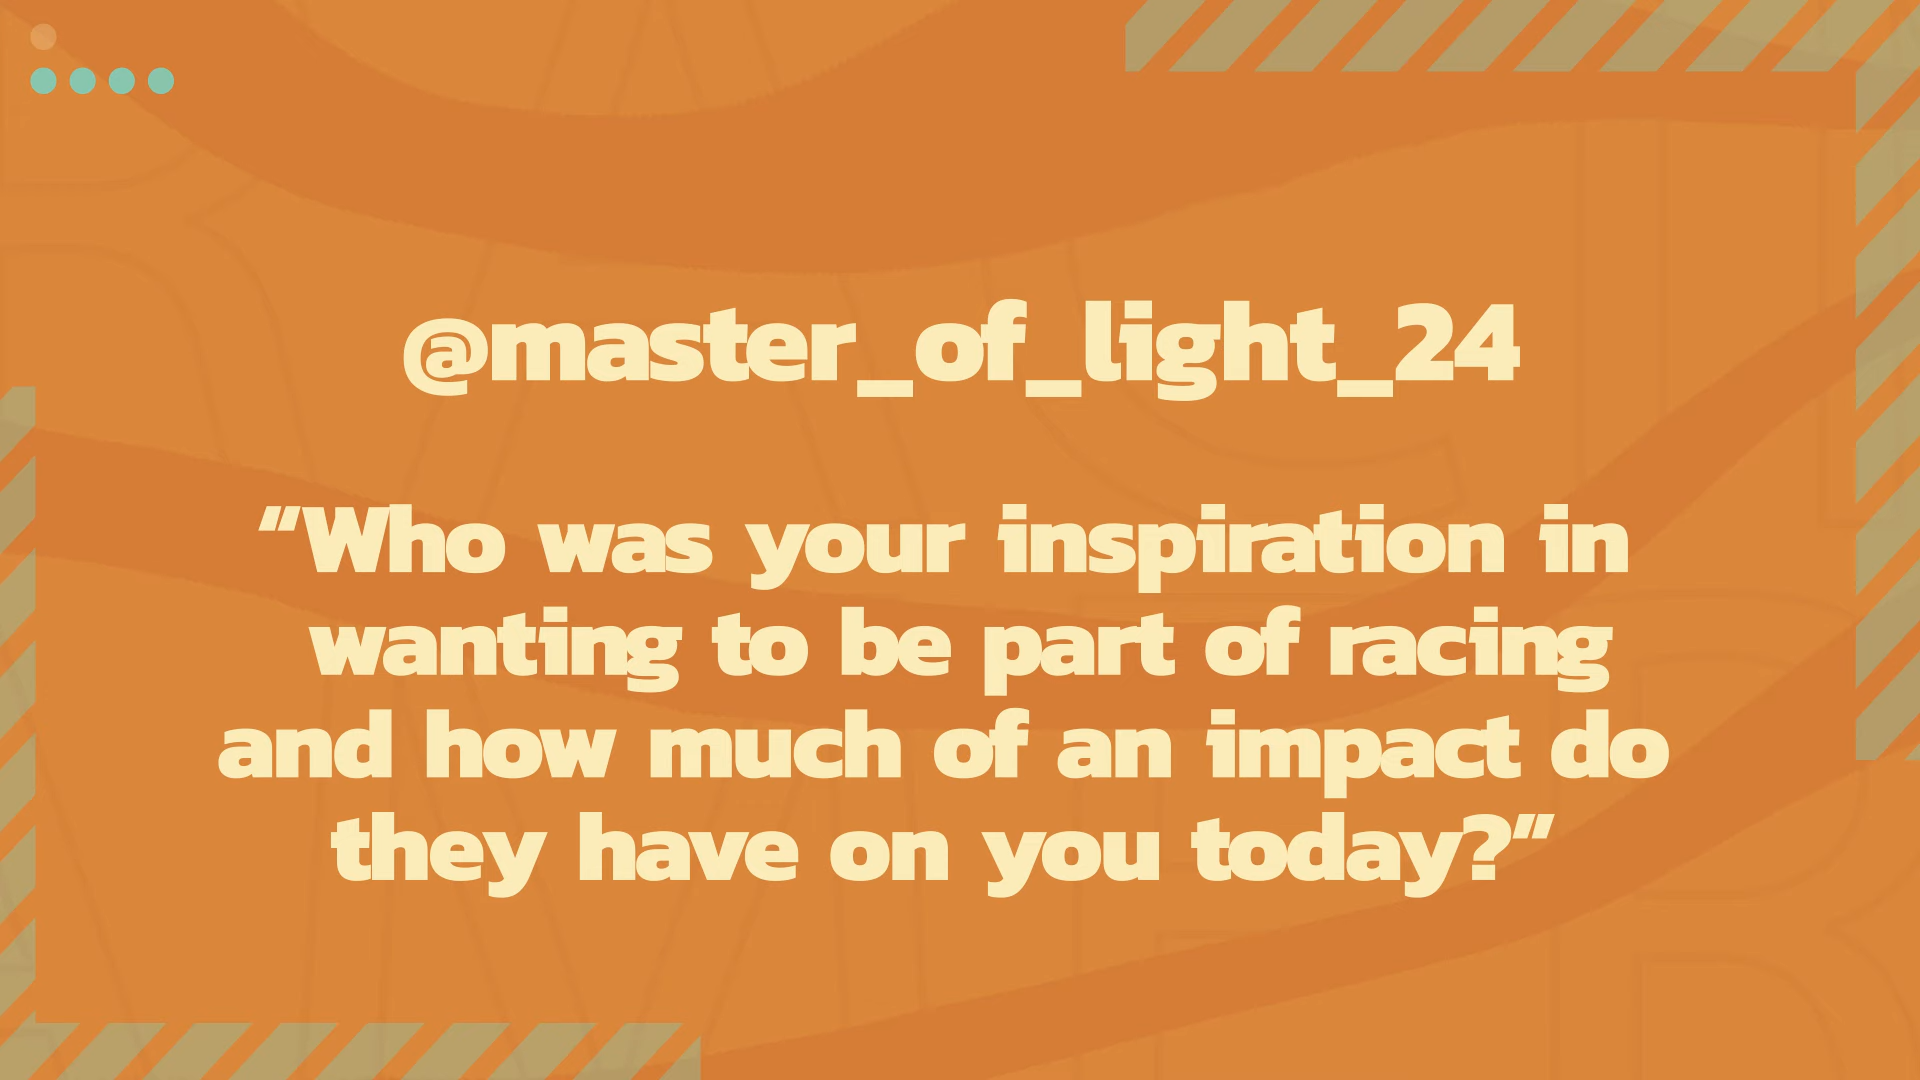 @master_of_light_24
"Who was your inspiration in
wanting to be part of racing
and how much of an impact do
they have on you today?"